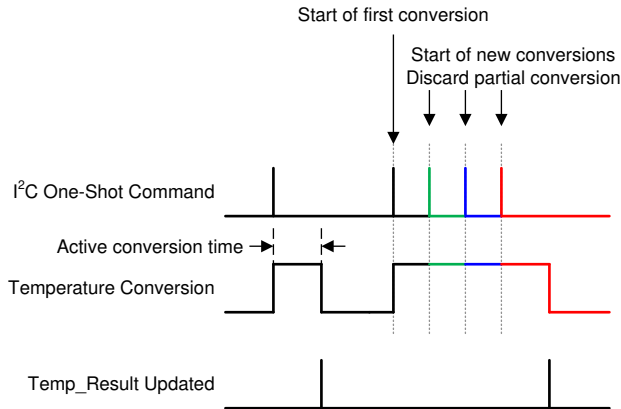 Start of first conversion
Start of new conversions
Discard partial conversion
I²C One-Shot Command
Active conversion time
Temperature Conversion
Temp_Result Updated